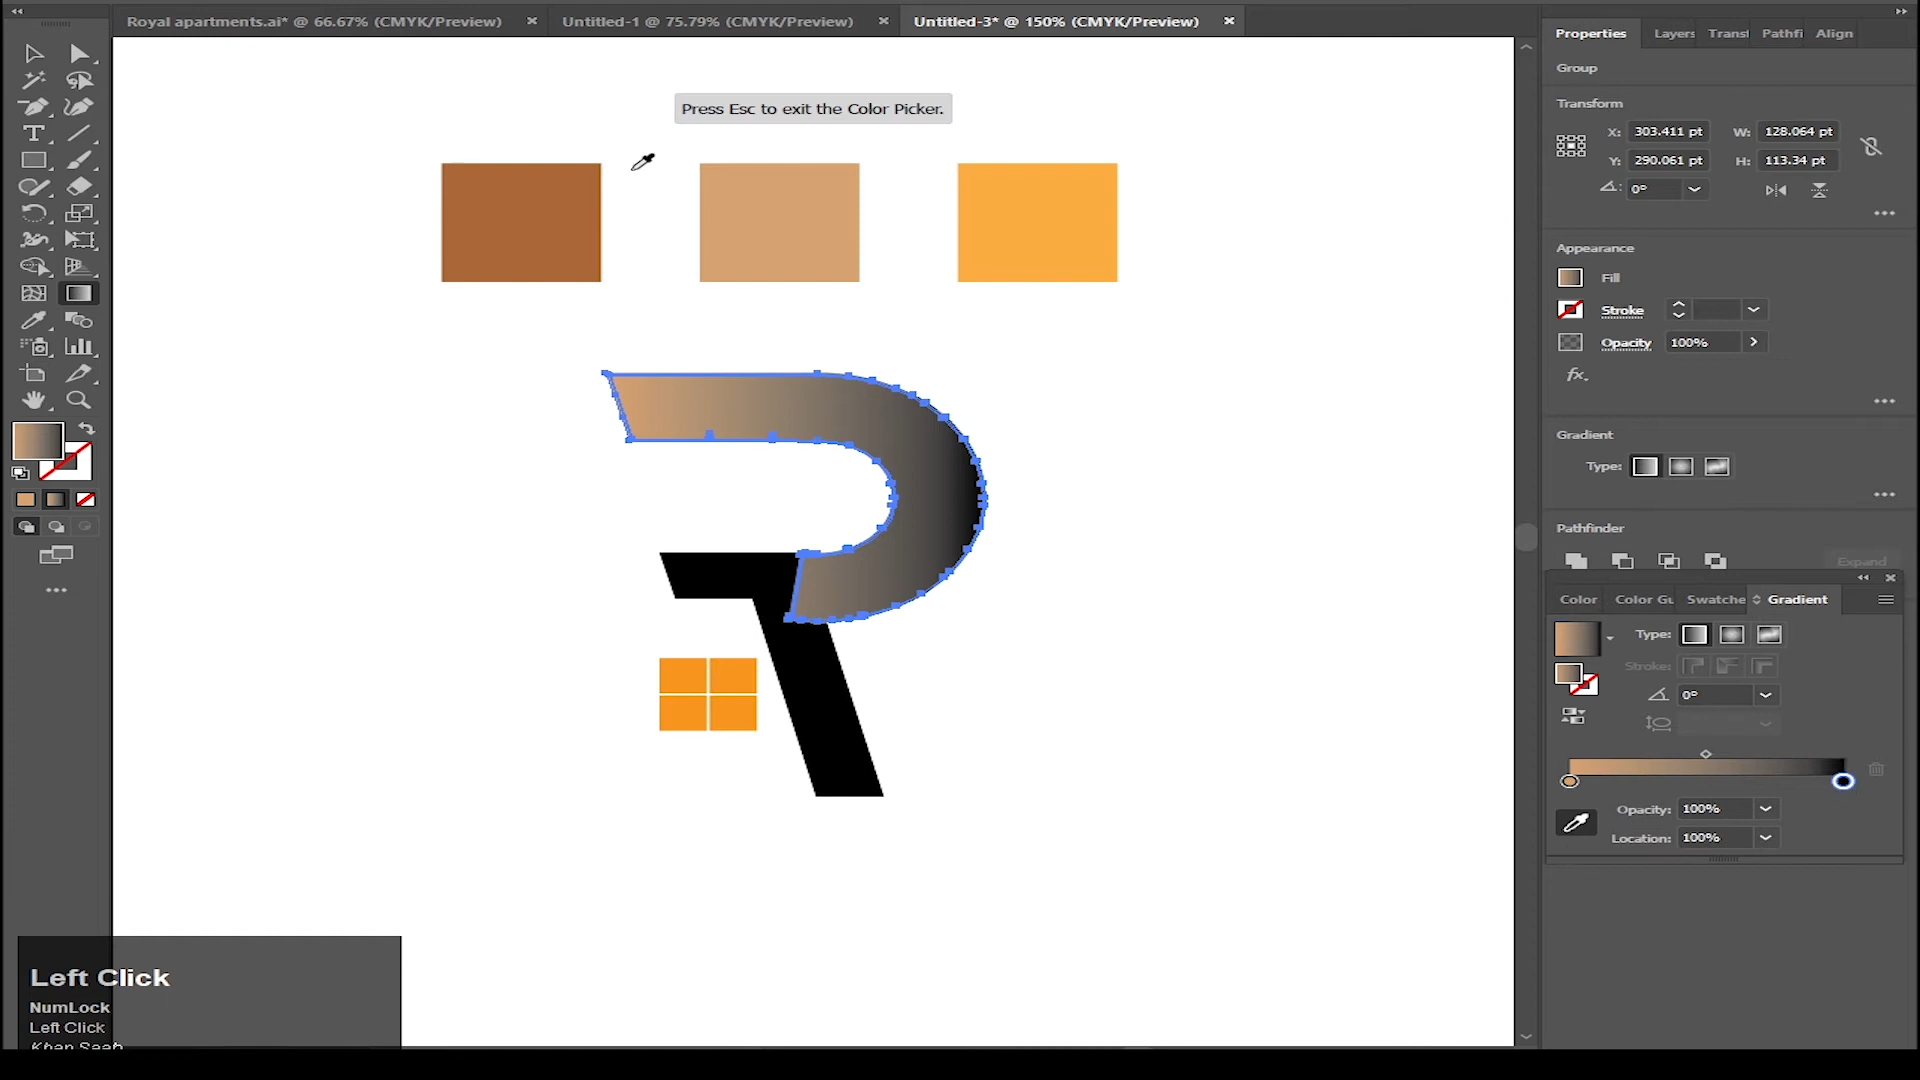 Royal apartments.ai* @ 66.67% (CMYK/Preview) × Untitled-1 @ 75.79% (CMYK/Preview) × Untitled-3* @ 150% (CMYK/Preview) ×
Press Esc to exit the Color Picker.
Properties Layers Transf Pathfi Align
Group
Transform
X: 303.411 pt W: 128.064 pt
Y: 290.061 pt H: 113.34 pt
0°
Appearance
Fill
Stroke
Opacity 100%
fx.
Gradient
Type:
Pathfinder
Expand
Color Color Gu Swatche Gradient
Type:
Stroke:
0°
Opacity: 100%
Location: 100%
Left Click
NumLock
Left Click
Khan Saab